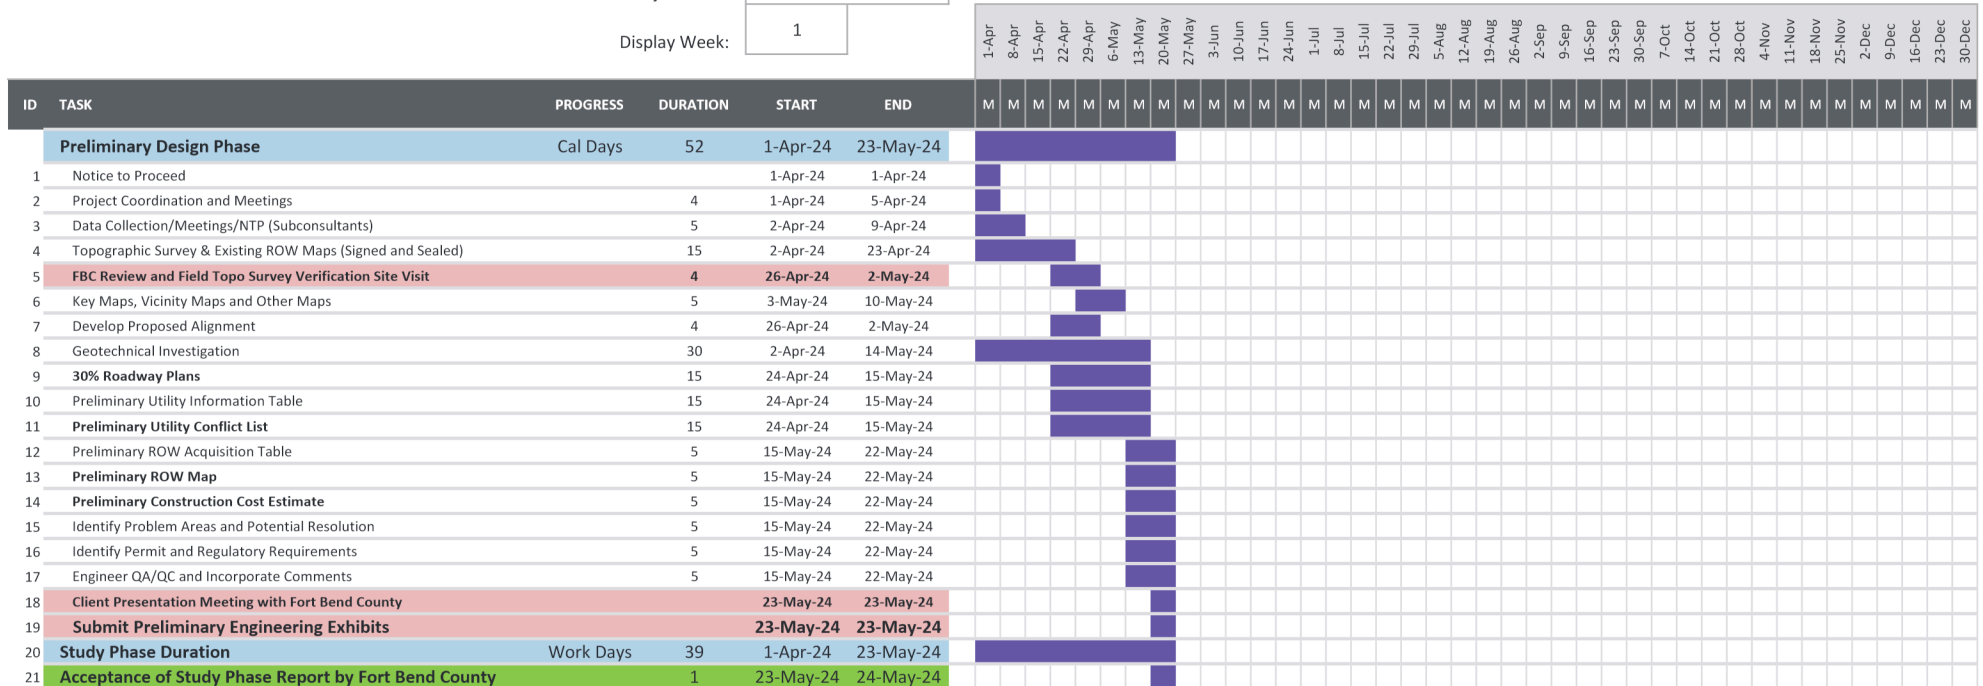 Display Week: 1
1-Apr 8-Apr 15-Apr 22-Apr 29-Apr 6-May 13-May 20-May 27-May 3-Jun 10-Jun 17-Jun 24-Jun 1-Jul 8-Jul 15-Jul 22-Jul 29-Jul 5-Aug 12-Aug 19-Aug 26-Aug 2-Sep 9-Sep 16-Sep 23-Sep 30-Sep 7-Oct 14-Oct 21-Oct 28-Oct 4-Nov 11-Nov 18-Nov 25-Nov 2-Dec 9-Dec 16-Dec 23-Dec 30-Dec
ID TASK PROGRESS DURATION START END M M M M M M M M M M M M M M M M M M M M M M M M M M M M M M M M M M M M M M M M
Preliminary Design Phase Cal Days 52 1-Apr-24 23-May-24
1 Notice to Proceed 1-Apr-24 1-Apr-24
2 Project Coordination and Meetings 4 1-Apr-24 5-Apr-24
3 Data Collection/Meetings/NTP (Subconsultants) 5 2-Apr-24 9-Apr-24
4 Topographic Survey & Existing ROW Maps (Signed and Sealed) 15 2-Apr-24 23-Apr-24
5 FBC Review and Field Topo Survey Verification Site Visit 4 26-Apr-24 2-May-24
6 Key Maps, Vicinity Maps and Other Maps 5 3-May-24 10-May-24
7 Develop Proposed Alignment 4 26-Apr-24 2-May-24
8 Geotechnical Investigation 30 2-Apr-24 14-May-24
9 30% Roadway Plans 15 24-Apr-24 15-May-24
10 Preliminary Utility Information Table 15 24-Apr-24 15-May-24
11 Preliminary Utility Conflict List 15 24-Apr-24 15-May-24
12 Preliminary ROW Acquisition Table 5 15-May-24 22-May-24
13 Preliminary ROW Map 5 15-May-24 22-May-24
14 Preliminary Construction Cost Estimate 5 15-May-24 22-May-24
15 Identify Problem Areas and Potential Resolution 5 15-May-24 22-May-24
16 Identify Permit and Regulatory Requirements 5 15-May-24 22-May-24
17 Engineer QA/QC and Incorporate Comments 5 15-May-24 22-May-24
18 Client Presentation Meeting with Fort Bend County 23-May-24 23-May-24
19 Submit Preliminary Engineering Exhibits 23-May-24 23-May-24
20 Study Phase Duration Work Days 39 1-Apr-24 23-May-24
21 Acceptance of Study Phase Report by Fort Bend County 1 23-May-24 24-May-24